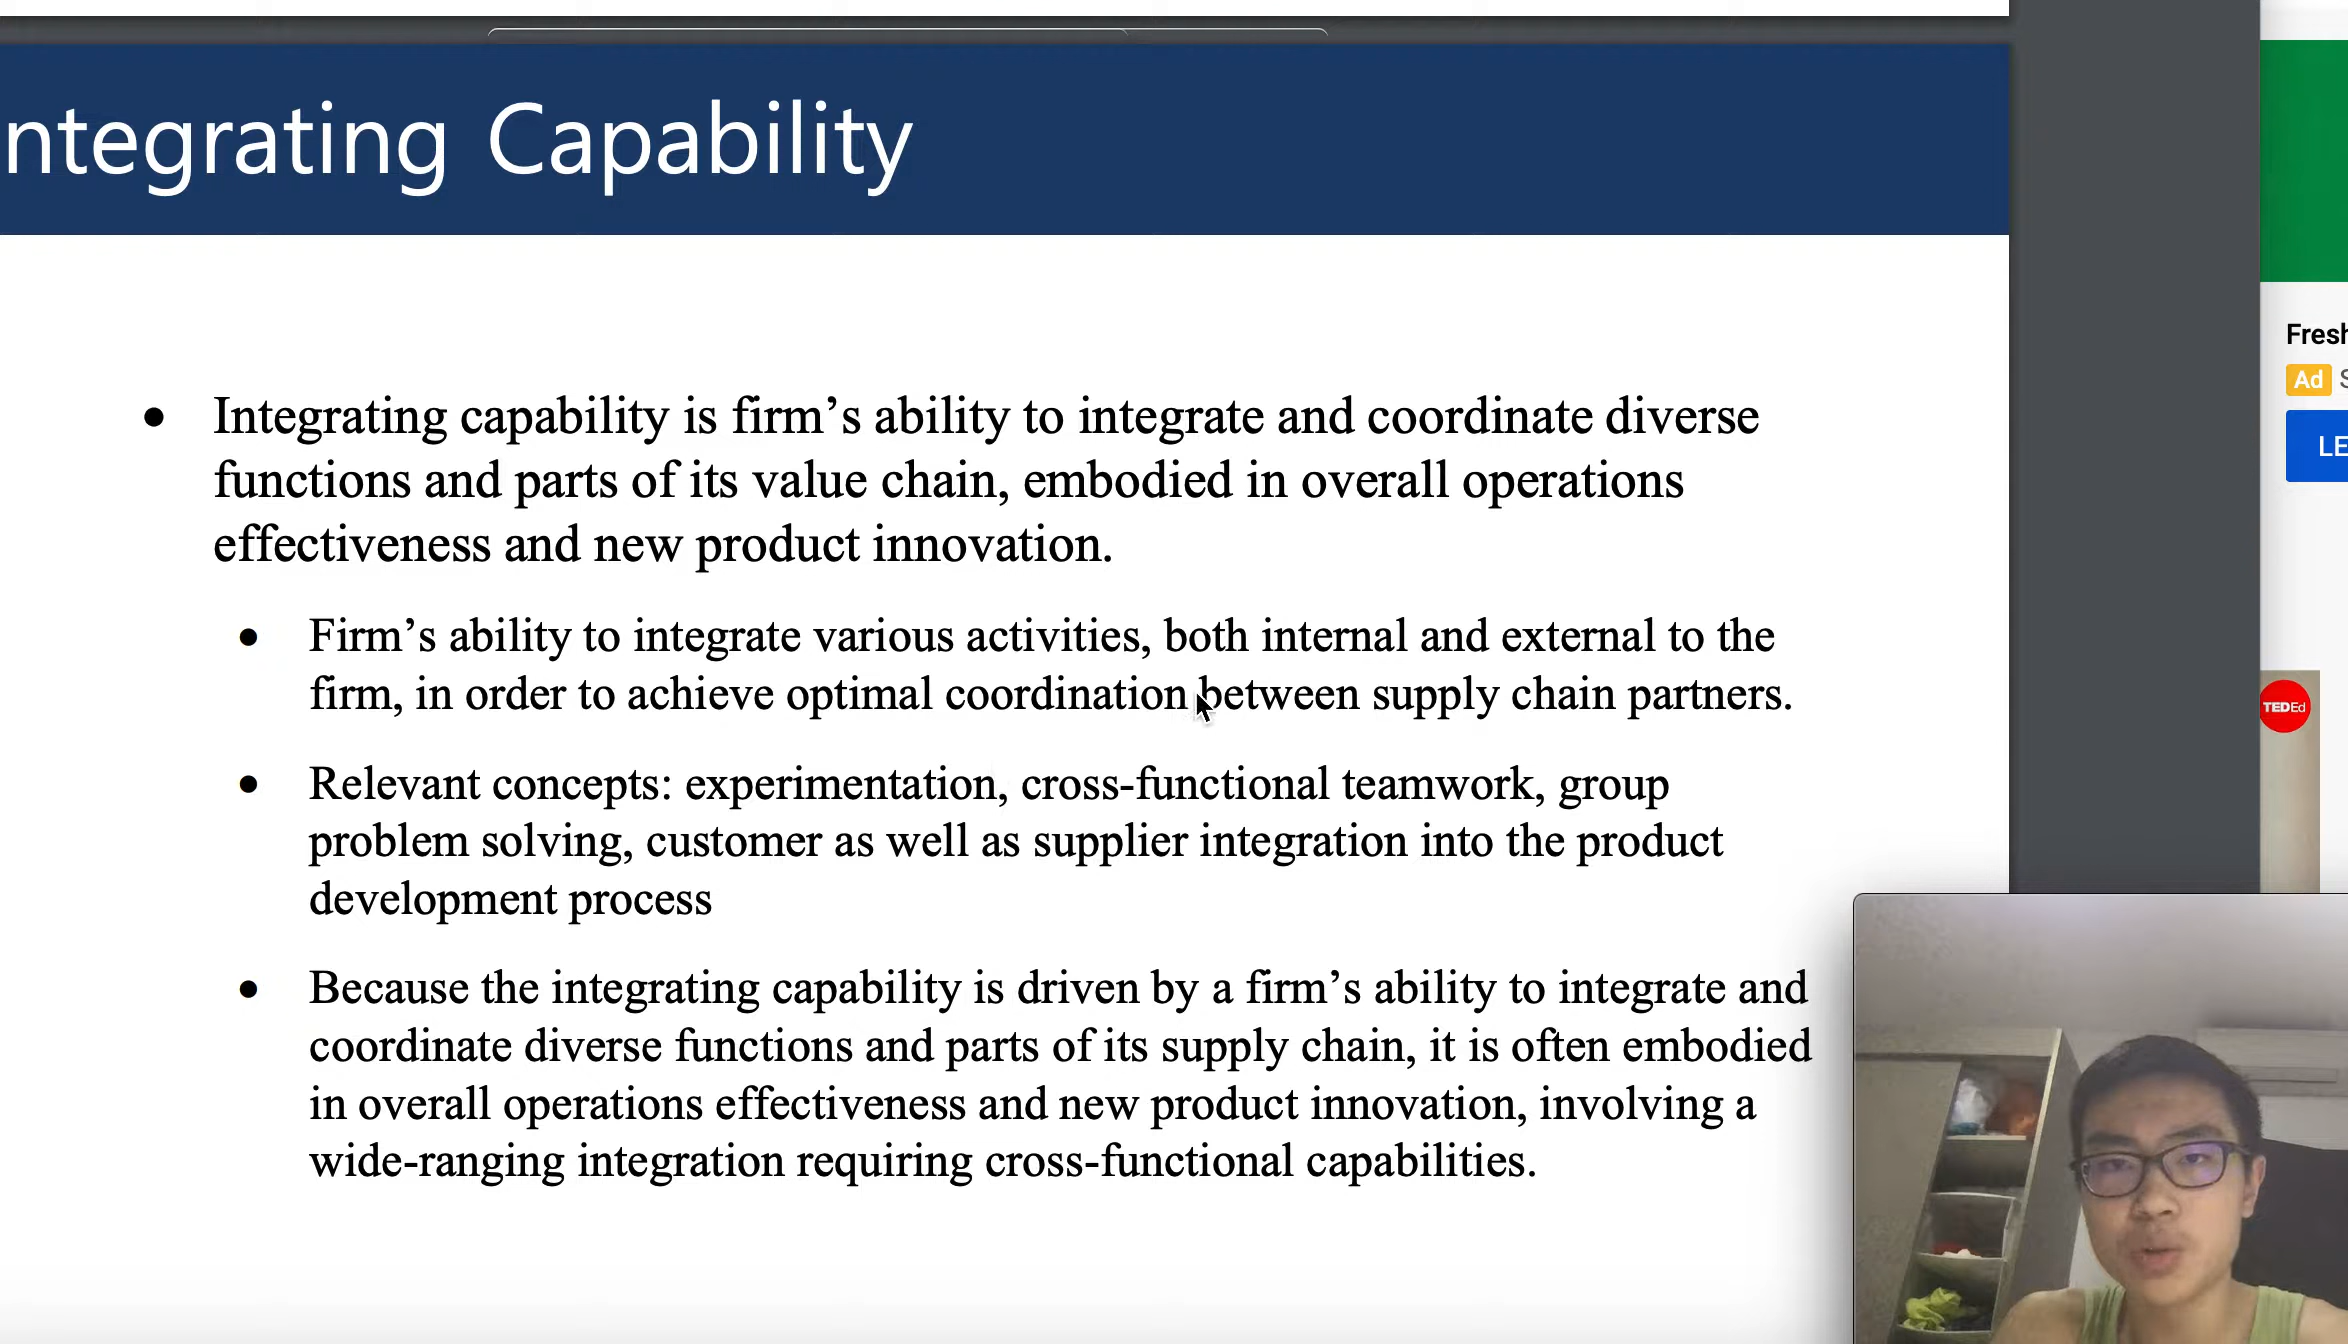 ntegrating Capability
• Integrating capability is firm’s ability to integrate and coordinate diverse
functions and parts of its value chain, embodied in overall operations
effectiveness and new product innovation.
• Firm’s ability to integrate various activities, both internal and external to the
firm, in order to achieve optimal coordination between supply chain partners.
• Relevant concepts: experimentation, cross-functional teamwork, group
problem solving, customer as well as supplier integration into the product
development process
• Because the integrating capability is driven by a firm’s ability to integrate and
coordinate diverse functions and parts of its supply chain, it is often embodied
in overall operations effectiveness and new product innovation, involving a
wide-ranging integration requiring cross-functional capabilities.
Fresh
Ad S
LE
TEDEd